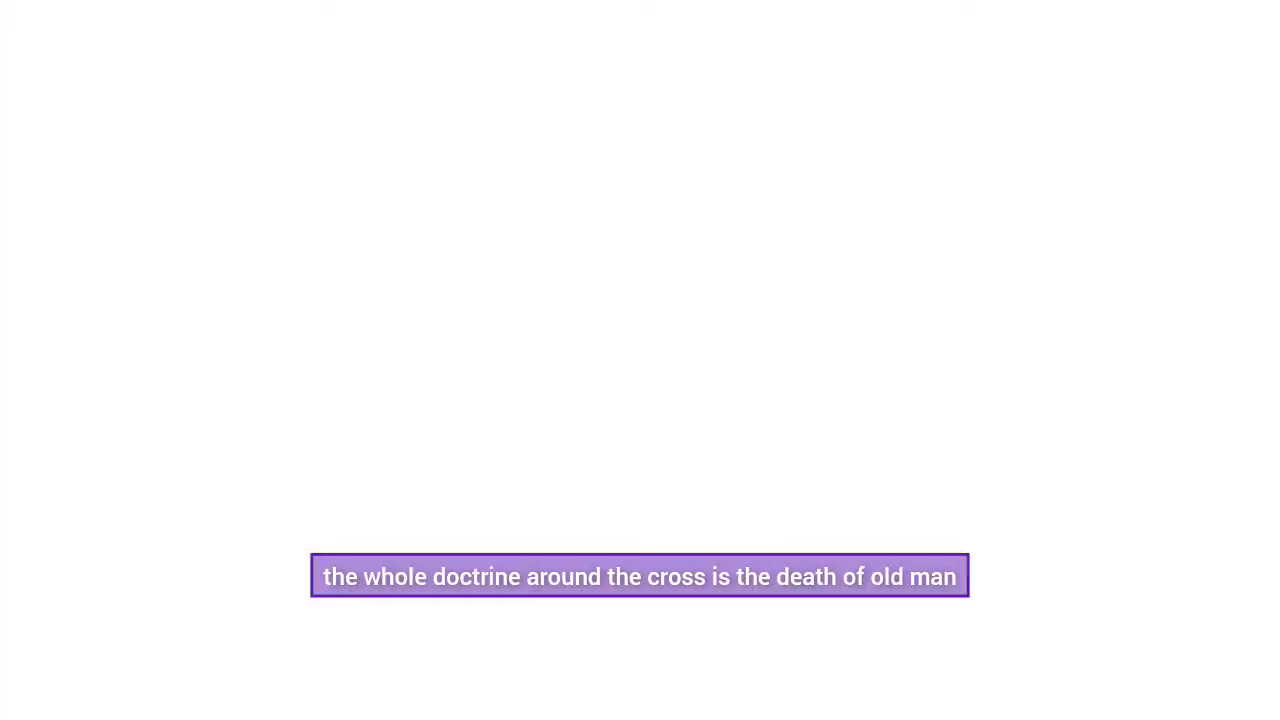 the whole doctrine around the cross is the death of old man